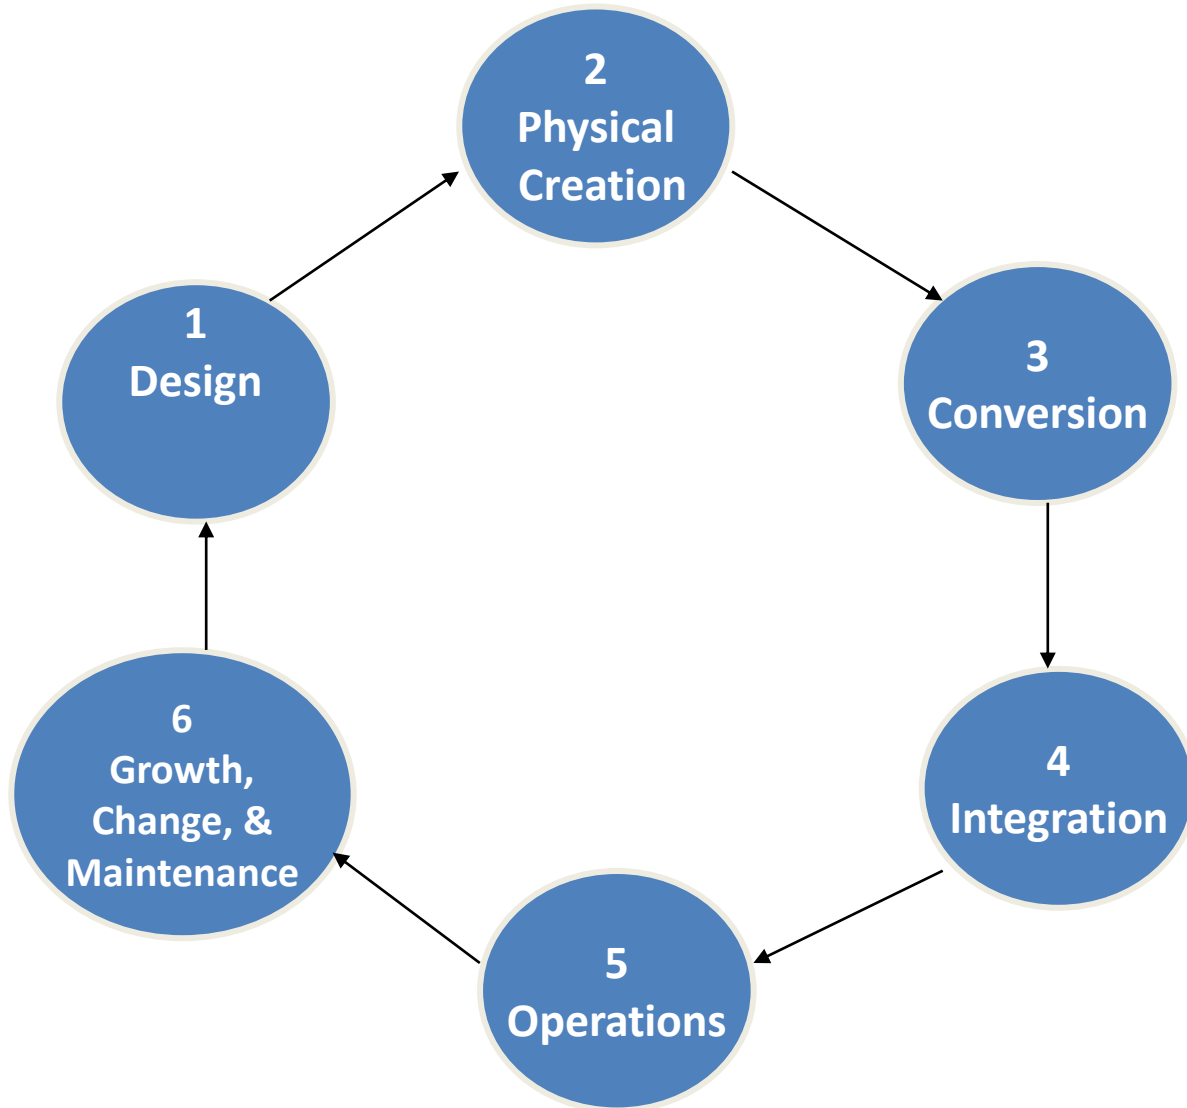 1
Design
2
Physical
Creation
3
Conversion
4
Integration
5
Operations
6
Growth,
Change, &
Maintenance